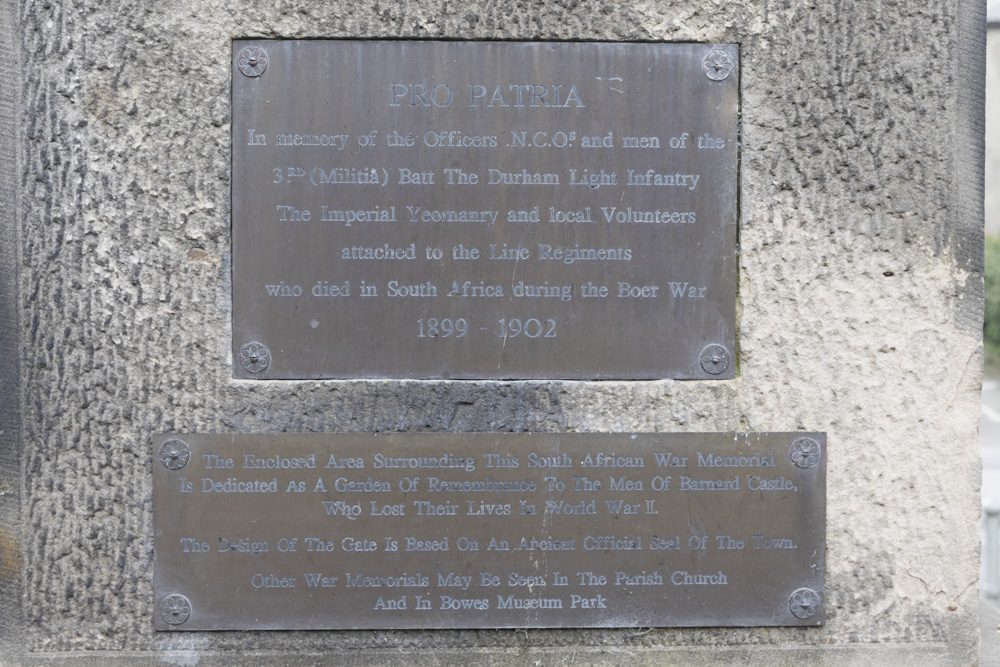 PRO PATRIA
In memory of the Officers N.C.Os and men of the
3RD (Militia) Batt The Durham Light Infantry
The Imperial Yeomanry and local Volunteers
attached to the Line Regiments
who died in South Africa during the Boer War
1899 - 1902
The Enclosed Area Surrounding This South African War Memorial
Is Dedicated As A Garden Of Remembrance To The Men Of Barnard Castle,
Who Lost Their Lives In World War II.
The Design Of The Gate Is Based On An Ancient Official Seal Of The Town.
Other War Memorials May Be Seen In The Parish Church
And In Bowes Museum Park